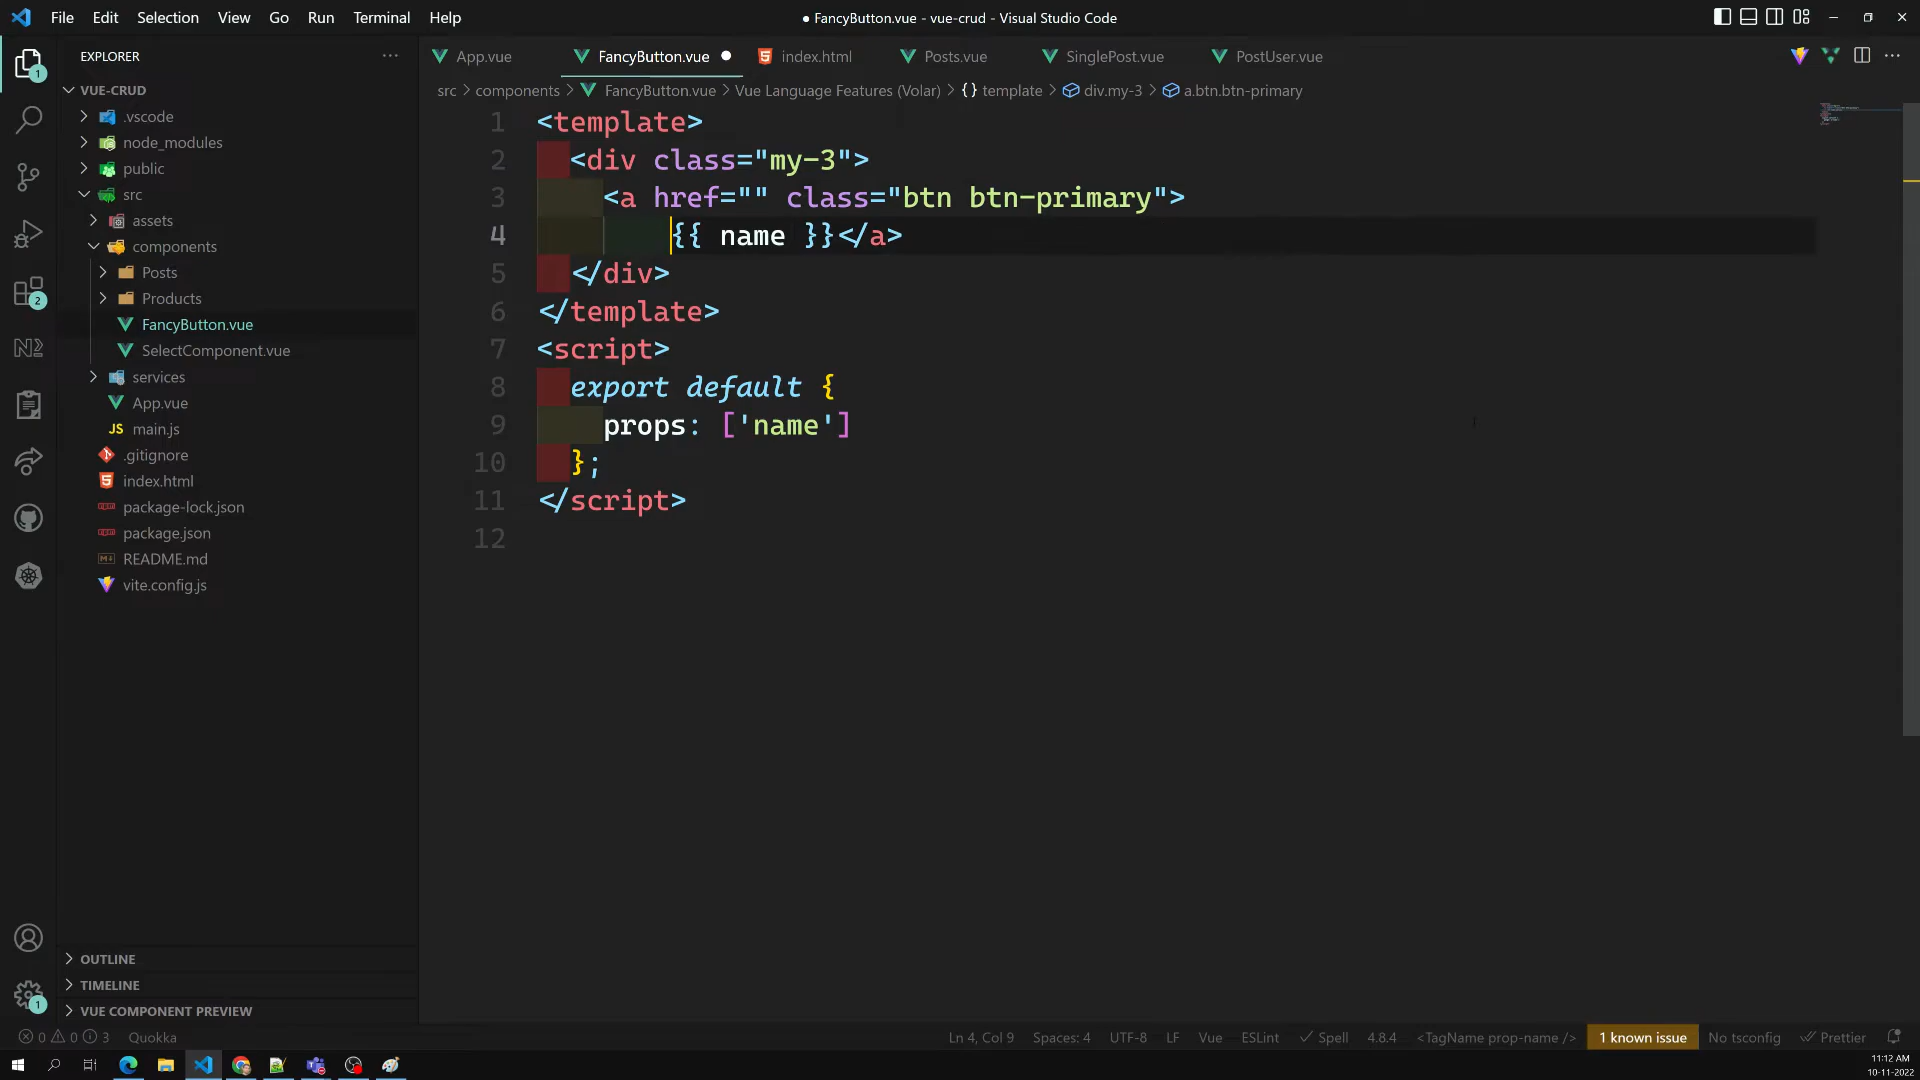 File Edit Selection View Go Run Terminal Help
● FancyButton.vue - vue-crud - Visual Studio Code
EXPLORER
App.vue
FancyButton.vue
index.html
Posts.vue
SinglePost.vue
PostUser.vue
src > components > FancyButton.vue > Vue Language Features (Volar) > {} template > div.my-3 > a.btn.btn-primary
VUE-CRUD
.vscode
node_modules
public
src
assets
components
Posts
Products
FancyButton.vue
SelectComponent.vue
services
App.vue
JS main.js
.gitignore
index.html
package-lock.json
package.json
README.md
vite.config.js
OUTLINE
TIMELINE
VUE COMPONENT PREVIEW
1 <template>
2 <div class="my-3">
3 <a href="" class="btn btn-primary">
4 {{ name }}</a>
5 </div>
6 </template>
7 <script>
8 export default {
9 props: ['name']
10 };
11 </script>
12
1
2
1
0 0 3 Quokka
Ln 4, Col 9 Spaces: 4 UTF-8 LF Vue ESLint Spell 4.8.4 <TagName prop-name /> 1 known issue No tsconfig Prettier
11:12 AM
10-11-2022